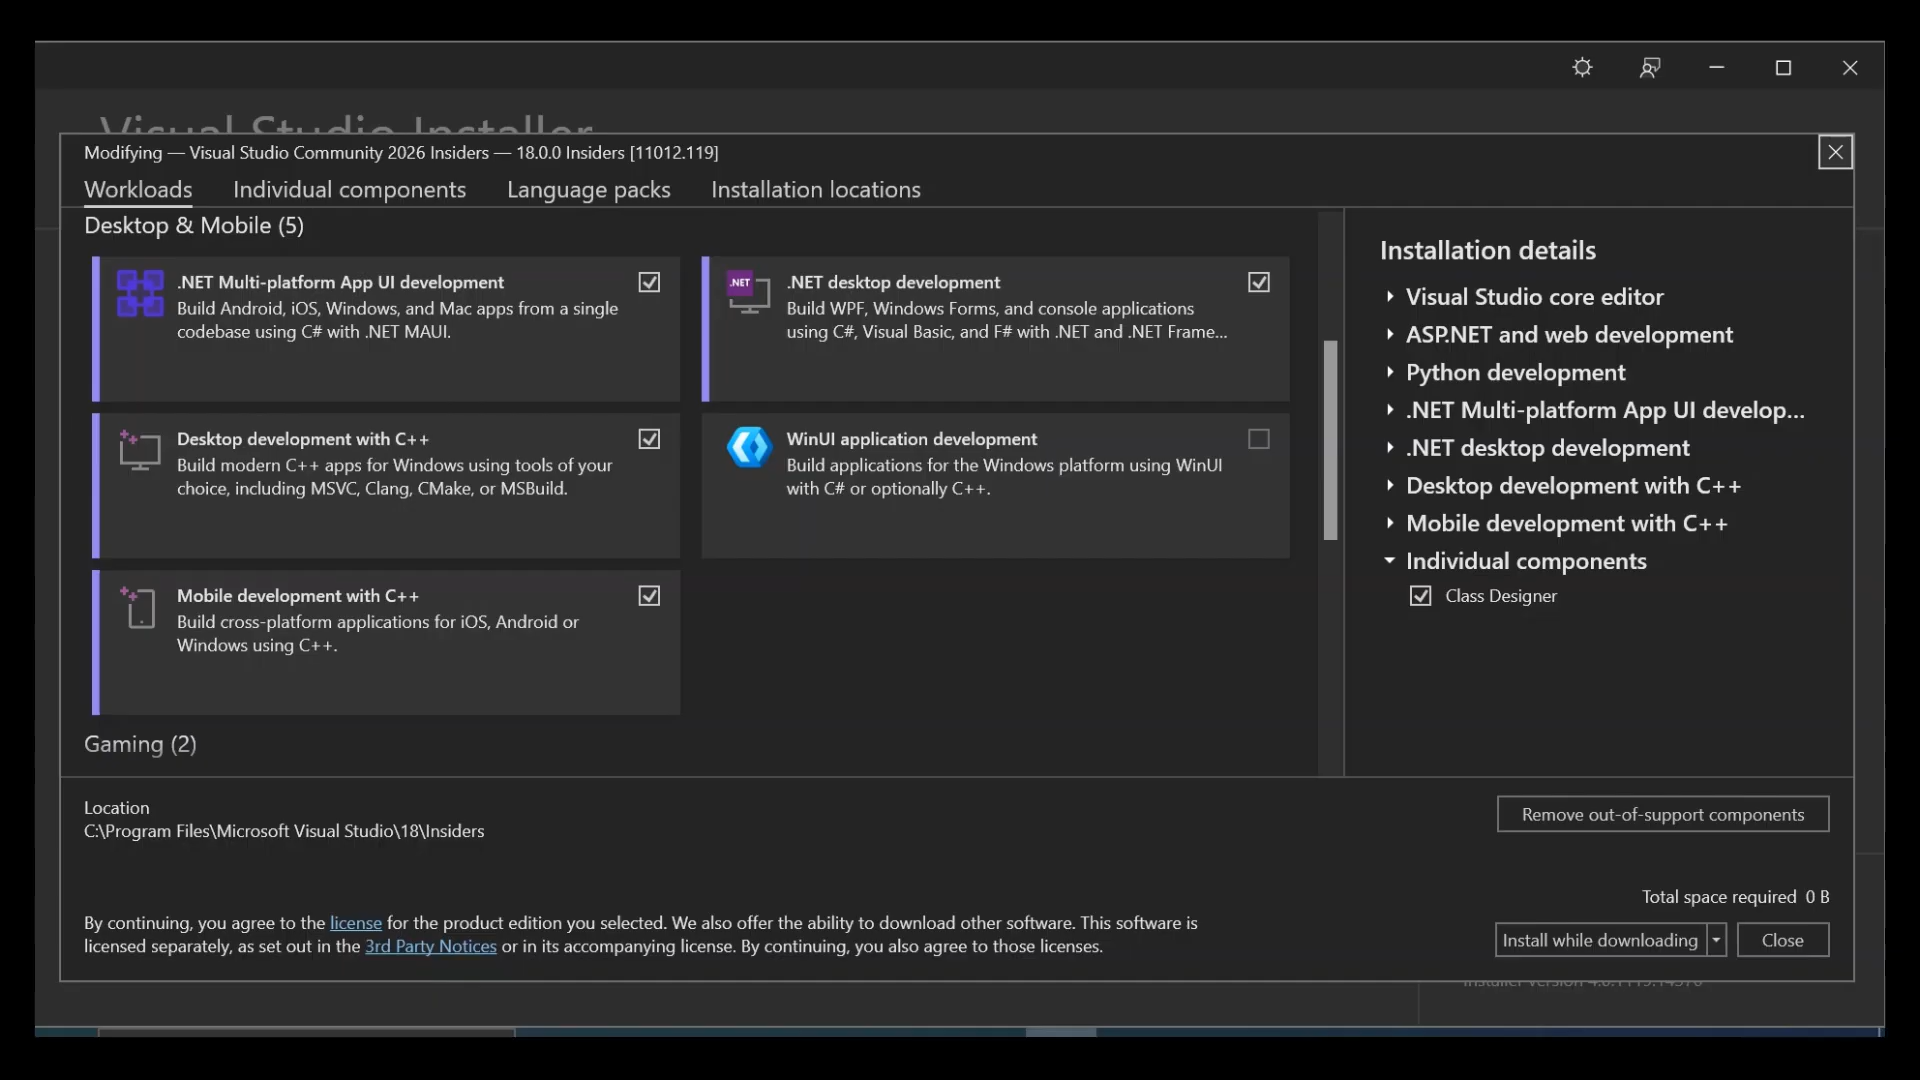 Visual Studio Installer
Modifying — Visual Studio Community 2026 Insiders — 18.0.0 Insiders [11012.119]
Workloads
Individual components
Language packs
Installation locations
Desktop & Mobile (5)
.NET Multi-platform App UI development
Build Android, iOS, Windows, and Mac apps from a single
codebase using C# with .NET MAUI.
.NET
.NET desktop development
Build WPF, Windows Forms, and console applications
using C#, Visual Basic, and F# with .NET and .NET Frame...
Desktop development with C++
Build modern C++ apps for Windows using tools of your
choice, including MSVC, Clang, CMake, or MSBuild.
WinUI application development
Build applications for the Windows platform using WinUI
with C# or optionally C++.
Mobile development with C++
Build cross-platform applications for iOS, Android or
Windows using C++.
Gaming (2)
Installation details
Visual Studio core editor
ASP.NET and web development
Python development
.NET Multi-platform App UI develop...
.NET desktop development
Desktop development with C++
Mobile development with C++
Individual components
Class Designer
Location
C:\Program Files\Microsoft Visual Studio\18\Insiders
Remove out-of-support components
Total space required 0 B
By continuing, you agree to the license for the product edition you selected. We also offer the ability to download other software. This software is
licensed separately, as set out in the 3rd Party Notices or in its accompanying license. By continuing, you also agree to those licenses.
Install while downloading
Close
Installer version